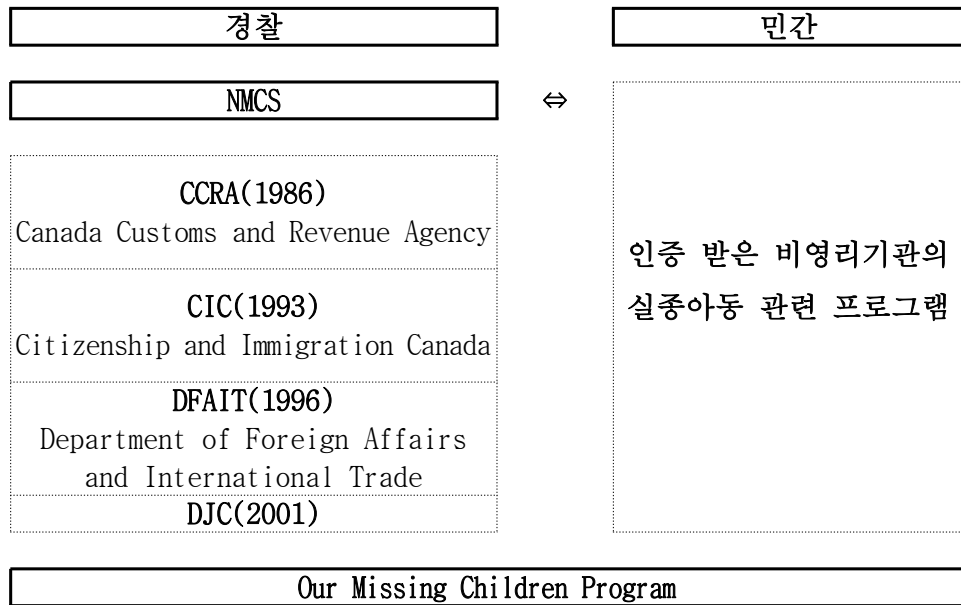 경찰
민간
NMCS
⇔
CCRA(1986)
Canada Customs and Revenue Agency
CIC(1993)
Citizenship and Immigration Canada
DFAIT(1996)
Department of Foreign Affairs
and International Trade
DJC(2001)
인증 받은 비영리기관의
실종아동 관련 프로그램
Our Missing Children Program